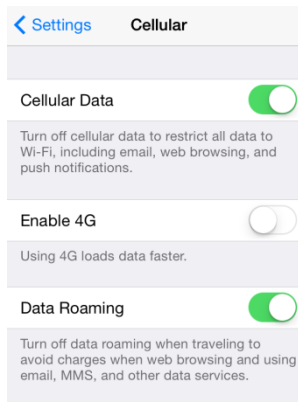 Settings Cellular
Cellular Data
Turn off cellular data to restrict all data to
Wi-Fi, including email, web browsing, and
push notifications.
Enable 4G
Using 4G loads data faster.
Data Roaming
Turn off data roaming when traveling to
avoid charges when web browsing and using
email, MMS, and other data services.